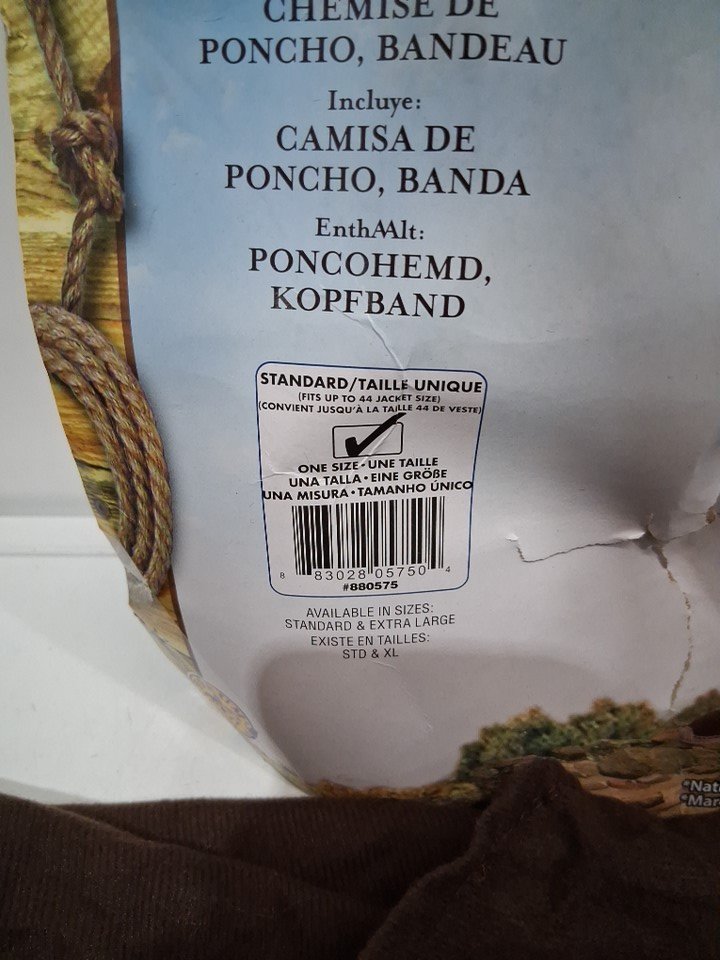 CHEMISE DE
PONCHO, BANDEAU
Incluye:
CAMISA DE
PONCHO, BANDA
EnthAAlt:
PONCOHEMD,
KOPFBAND
STANDARD/TAILLE UNIQUE
(FITS UP TO 44 JACKET SIZE)
(CONVIENT JUSQU'À LA TAILLE 44 DE VESTE)
ONE SIZE • UNE TAILLE
UNA TALLA • EINE GRÖßE
UNA MISURA • TAMANHO ÚNICO
8 83028 05750 4
#880575
AVAILABLE IN SIZES:
STANDARD & EXTRA LARGE
EXISTE EN TAILLES:
STD & XL